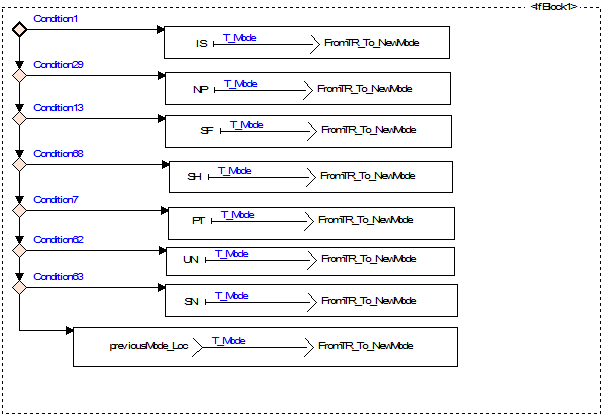 <IfBlock1>
Condition1
IS T_Mode FromTR_To_NewMode
Condition29
NP T_Mode FromTR_To_NewMode
Condition13
SF T_Mode FromTR_To_NewMode
Condition68
SH T_Mode FromTR_To_NewMode
Condition7
PT T_Mode FromTR_To_NewMode
Condition62
UN T_Mode FromTR_To_NewMode
Condition63
SN T_Mode FromTR_To_NewMode
previousMode_Loc T_Mode FromTR_To_NewMode